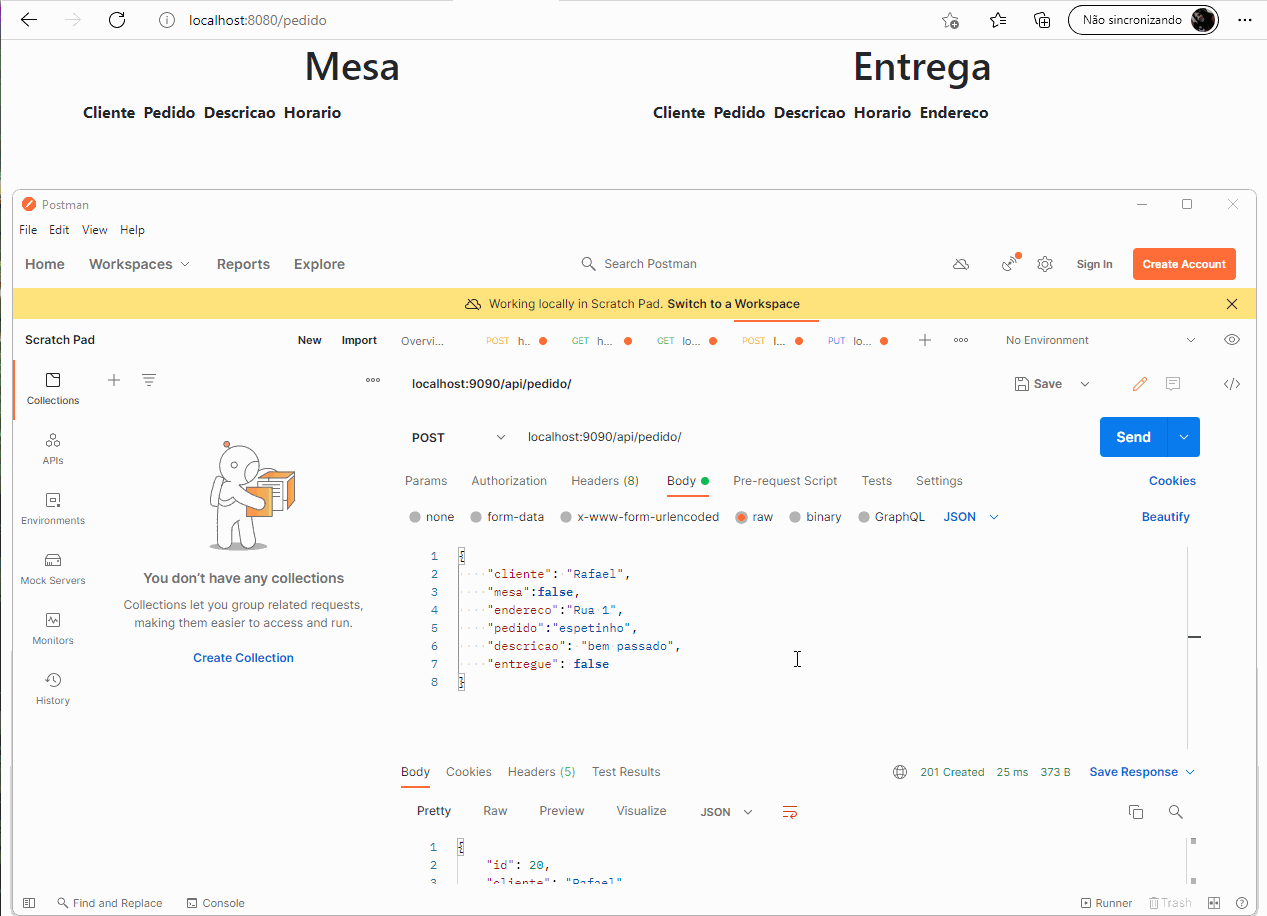 localhost:8080/pedido
Não sincronizando
Mesa
Entrega
Cliente Pedido Descricao Horario
Cliente Pedido Descricao Horario Endereco
Postman
File Edit View Help
Home Workspaces Reports Explore
Search Postman
Sign In
Create Account
Working locally in Scratch Pad. Switch to a Workspace
Scratch Pad
New Import
Overvi...
POST h..
GET h...
GET lo...
POST l...
PUT lo...
No Environment
Collections
APIs
Environments
Mock Servers
Monitors
History
You don't have any collections
Collections let you group related requests,
making them easier to access and run.
Create Collection
localhost:9090/api/pedido/
Save
POST
localhost:9090/api/pedido/
Send
Params Authorization Headers (8) Body Pre-request Script Tests Settings
Cookies
none form-data x-www-form-urlencoded raw binary GraphQL JSON
Beautify
1 {
2 ····"cliente":·"Rafael",
3 ····"mesa":false,
4 ····"endereco":"Rua·1",
5 ····"pedido":"espetinho",
6 ····"descricao":·"bem·passado",
7 ····"entregue":·false
8 }
Body Cookies Headers (5) Test Results
201 Created 25 ms 373 B Save Response
Pretty Raw Preview Visualize JSON
1 {
2 "id": 20,
3 "cliente": "Rafael"
Find and Replace Console
Runner Trash